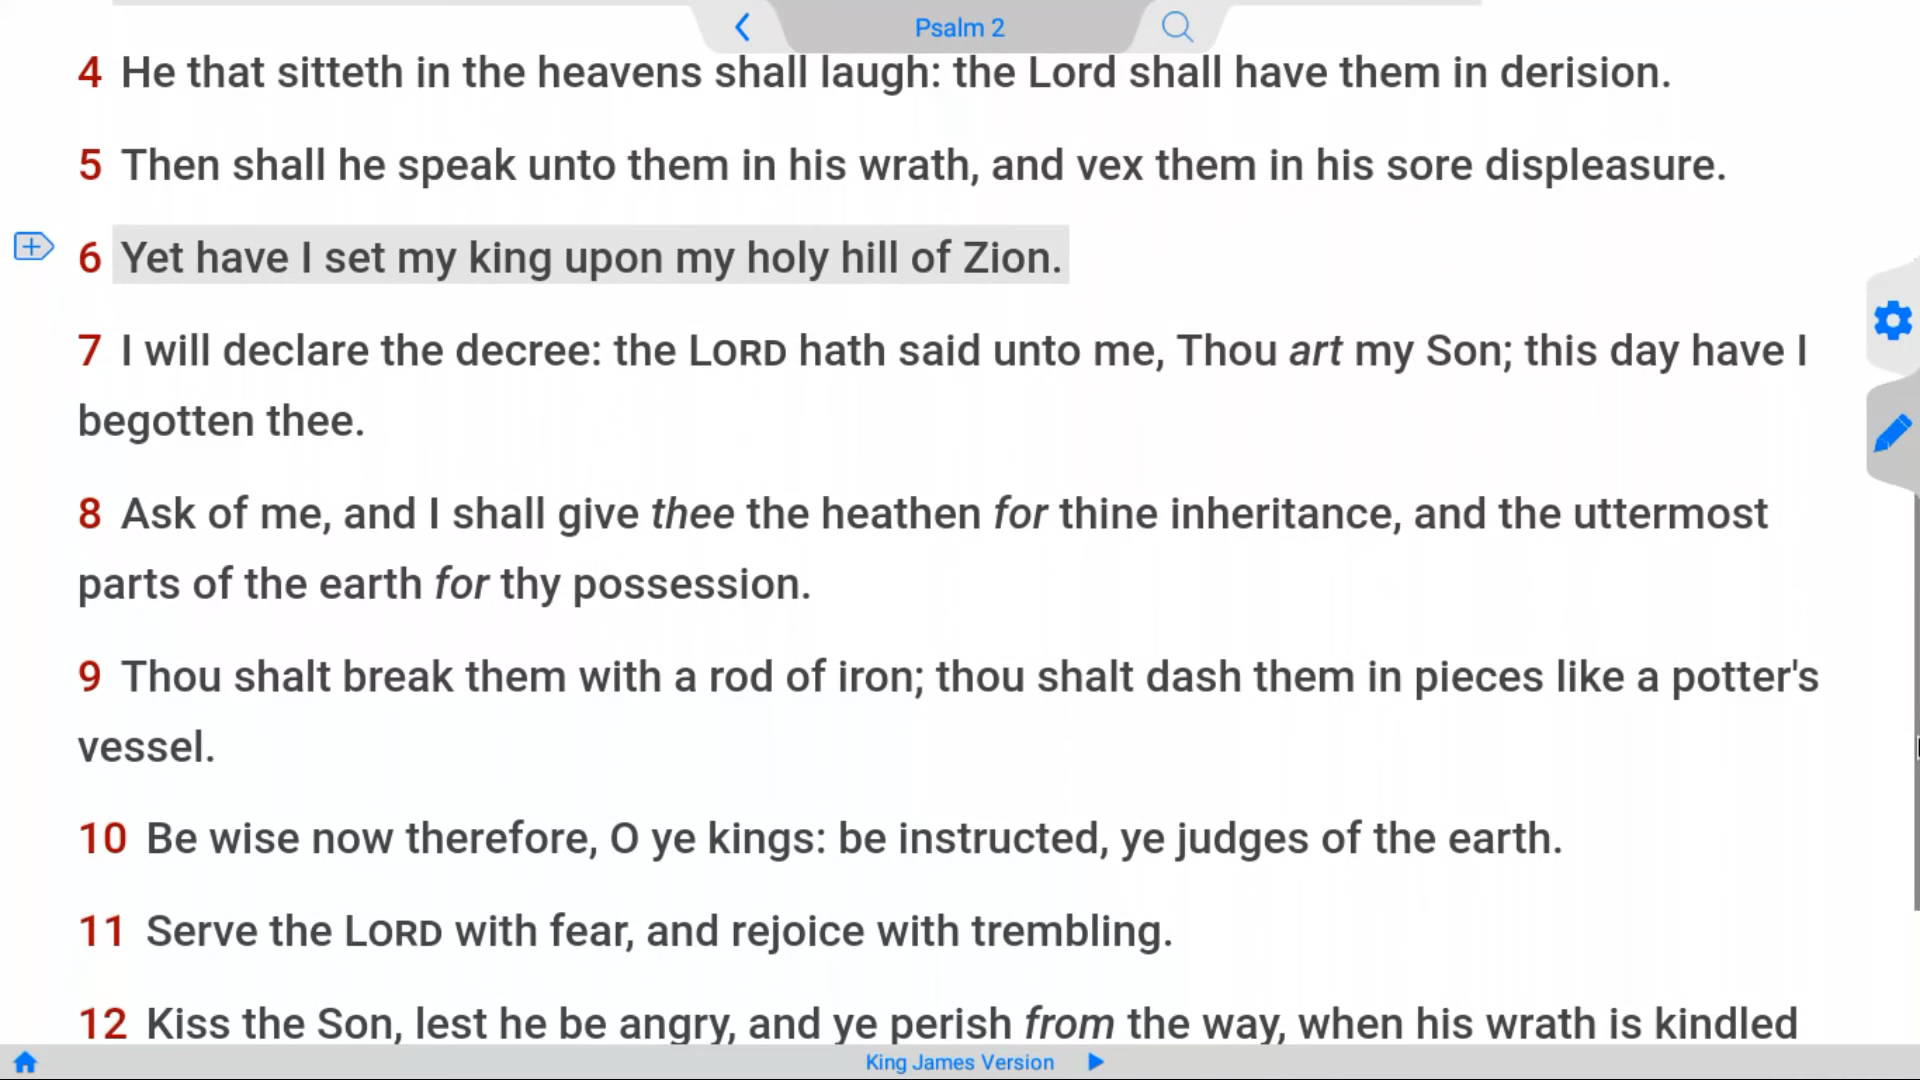 Psalm 2
4 He that sitteth in the heavens shall laugh: the Lord shall have them in derision.
5 Then shall he speak unto them in his wrath, and vex them in his sore displeasure.
6 Yet have I set my king upon my holy hill of Zion.
7 I will declare the decree: the LORD hath said unto me, Thou art my Son; this day have I
begotten thee.
8 Ask of me, and I shall give thee the heathen for thine inheritance, and the uttermost
parts of the earth for thy possession.
9 Thou shalt break them with a rod of iron; thou shalt dash them in pieces like a potter's
vessel.
10 Be wise now therefore, O ye kings: be instructed, ye judges of the earth.
11 Serve the LORD with fear, and rejoice with trembling.
12 Kiss the Son, lest he be angry, and ye perish from the way, when his wrath is kindled
King James Version